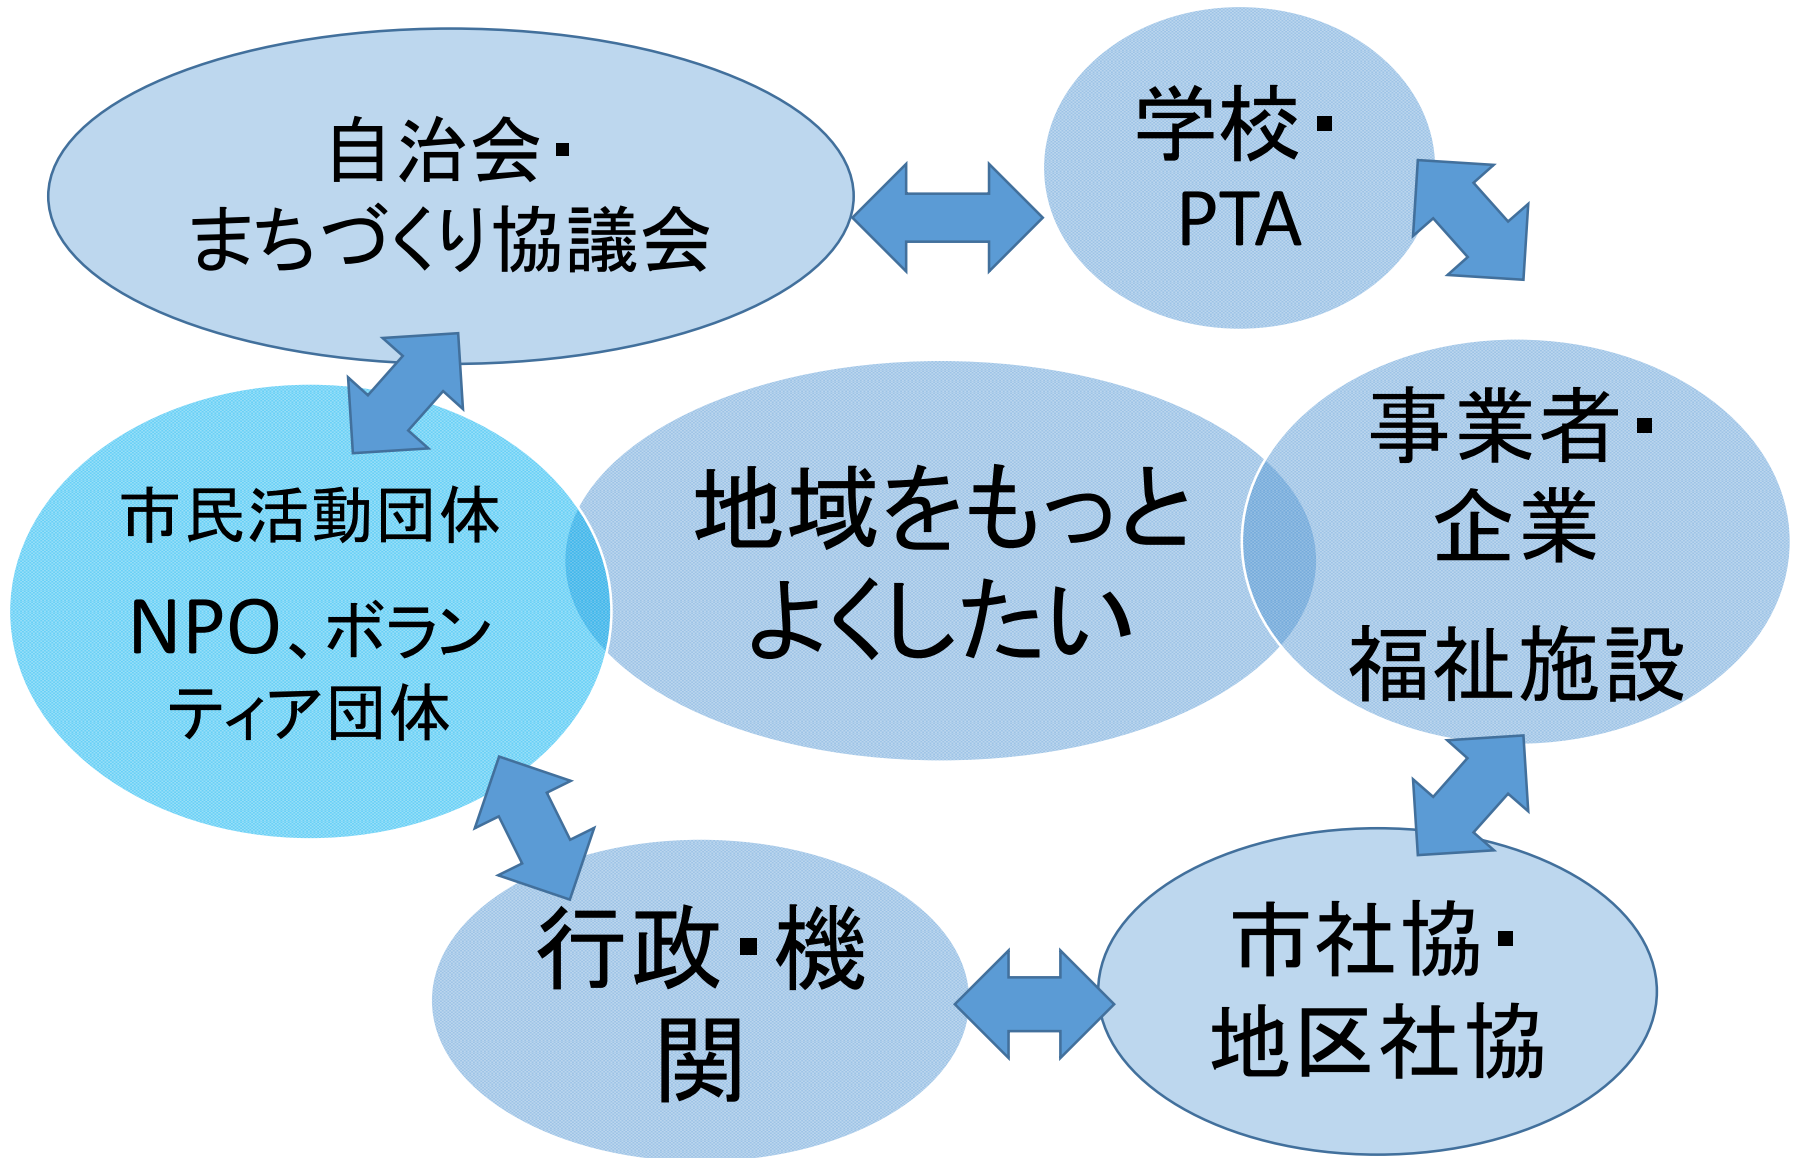 自治会・
まちづくり協議会
学校・
PTA
地域をもっと
よくしたい
事業者・
企業
福祉施設
市民活動団体
NPO、ボラン
ティア団体
行政・機
関
市社協・
地区社協